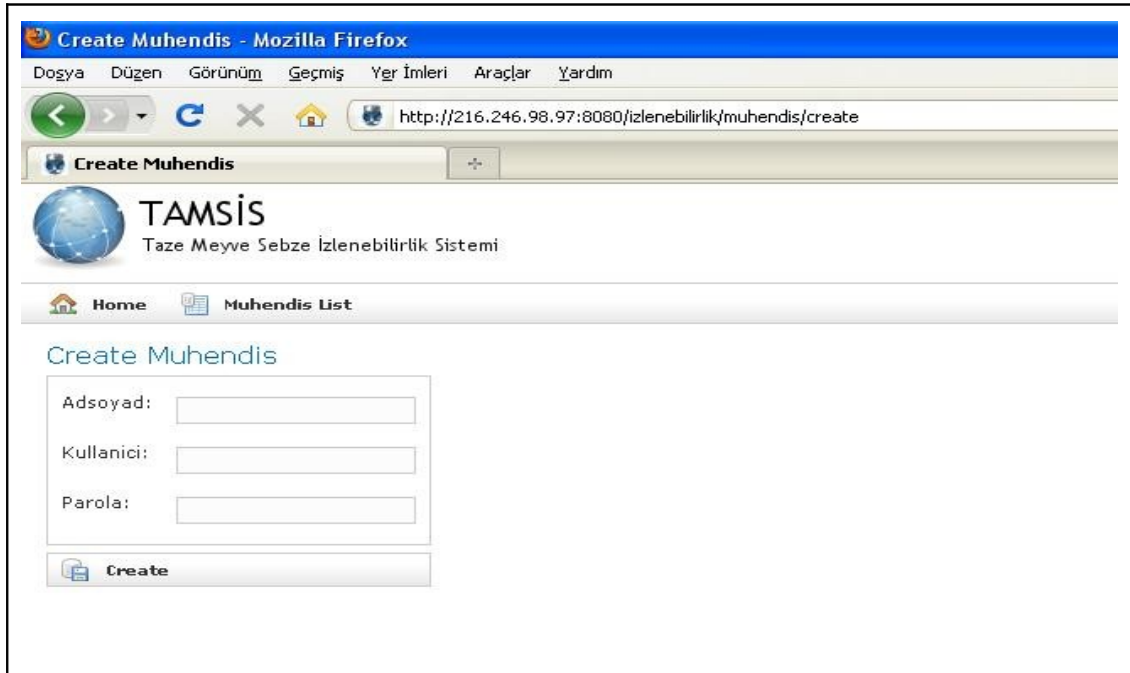 Create Muhendis - Mozilla Firefox
Dosya Düzen Görünüm Geçmiş Yer İmleri Araçlar Yardım
http://216.246.98.97:8080/izlenebilirlik/muhendis/create
Create Muhendis
TAMSİS
Taze Meyve Sebze İzlenebilirlik Sistemi
Home Muhendis List
Create Muhendis
Adsoyad:
Kullanici:
Parola:
Create